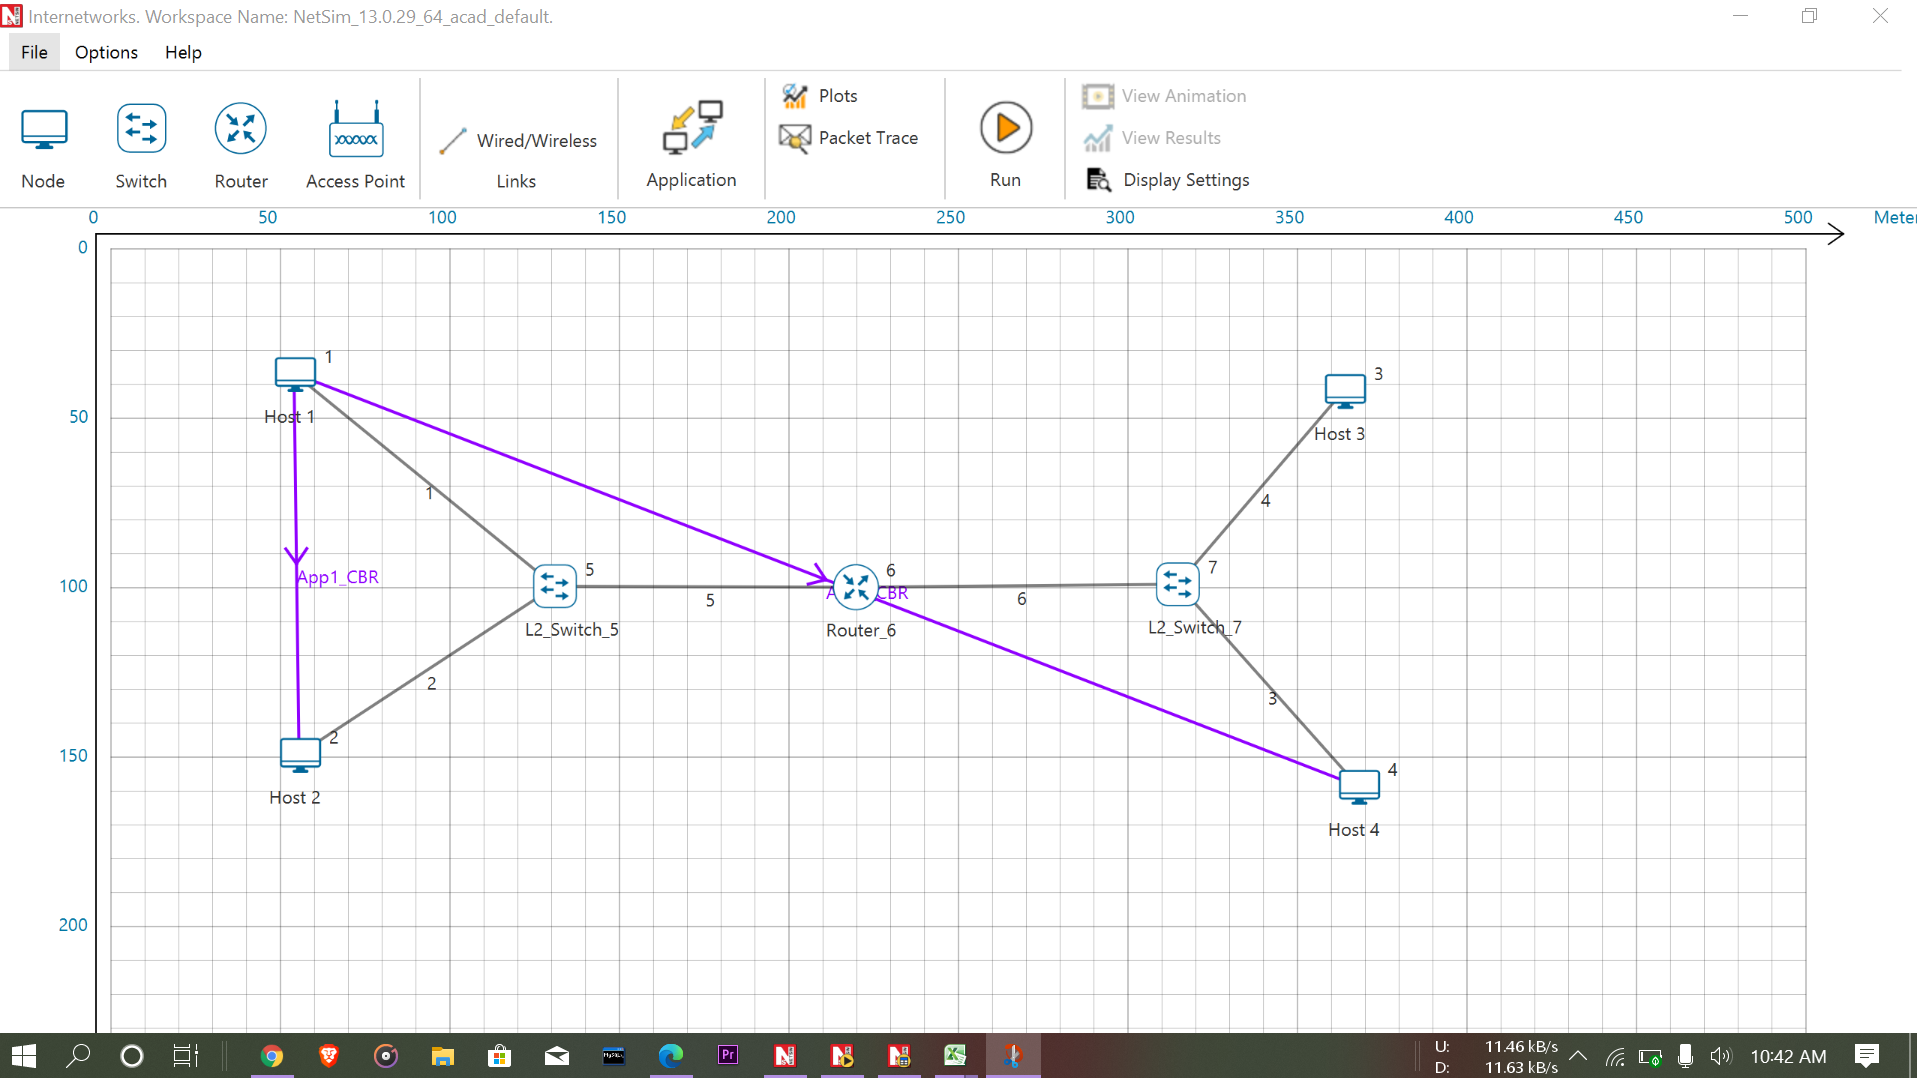 Internetworks. Workspace Name: NetSim_13.0.29_64_acad_default.
File Options Help
Node
Switch
Router
Access Point
Wired/Wireless
Links
Application
Plots
Packet Trace
Run
View Animation
View Results
Display Settings
0 50 100 150 200 250 300 350 400 450 500 Meter
0
50
100
150
200
1
Host 1
3
Host 3
1
4
App1_CBR
5
L2_Switch_5
5
6
CBR
Router_6
6
7
L2_Switch_7
2
3
2
Host 2
4
Host 4
MySQL
Pr
U: 11.46 kB/s
D: 11.63 kB/s
10:42 AM